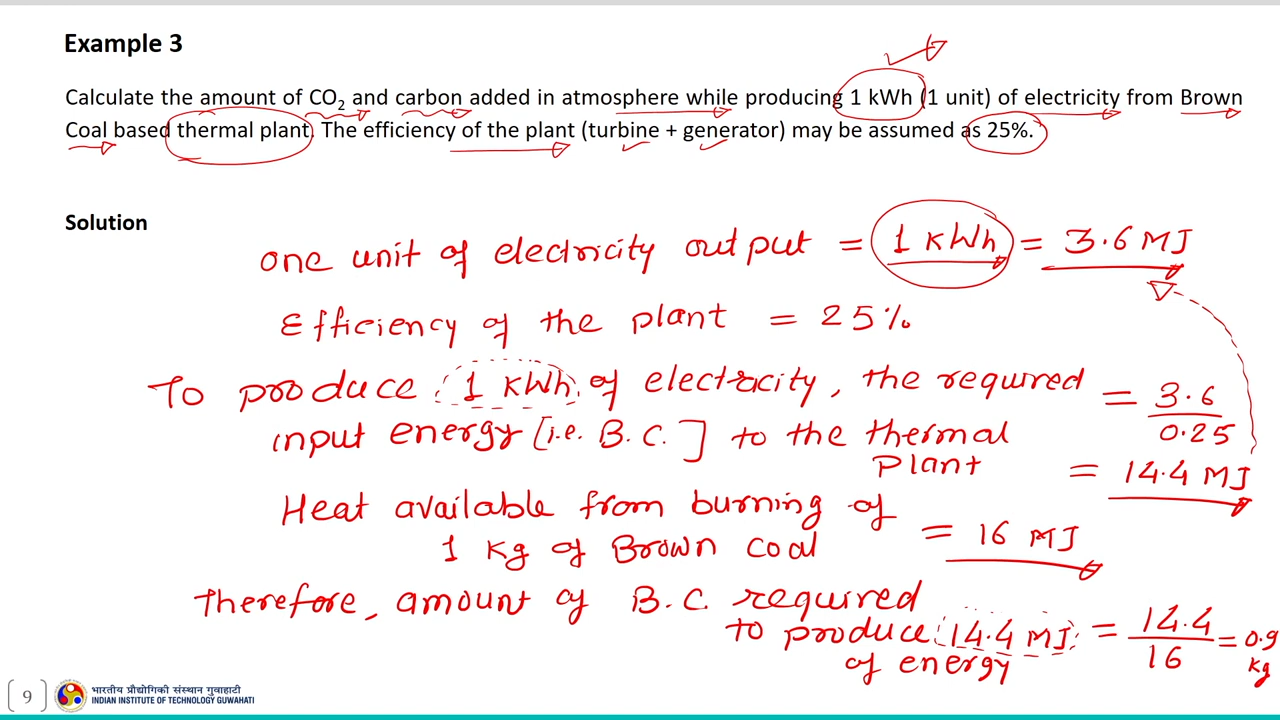 Example 3
Calculate the amount of CO₂ and carbon added in atmosphere while producing 1 kWh (1 unit) of electricity from Brown
Coal based thermal plant. The efficiency of the plant (turbine + generator) may be assumed as 25%.
Solution
One unit of electricity output = 1 kWh = 3.6 MJ
Efficiency of the plant = 25%
To produce 1 kWh of electricity, the required
input energy [i.e. B.C.] to the thermal plant = 3.6 / 0.25
= 14.4 MJ
Heat available from burning of
1 kg of Brown coal = 16 MJ
Therefore, amount of B.C. required
to produce 14.4 MJ of energy = 14.4 / 16 = 0.9 kg
9
भारतीय प्रौद्योगिकी संस्थान गुवाहाटी
INDIAN INSTITUTE OF TECHNOLOGY GUWAHATI